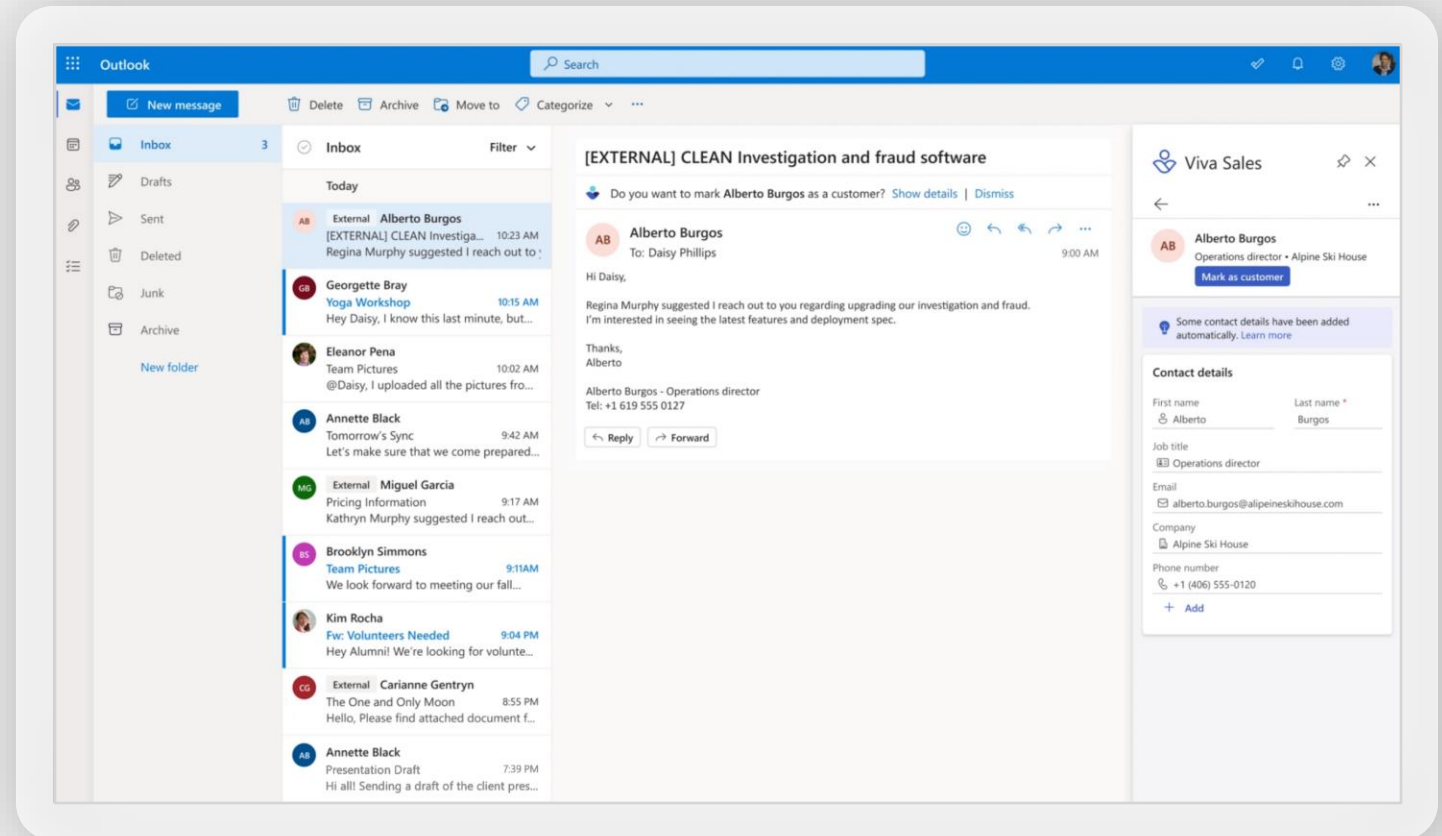 Outlook
Search
New message
Delete Archive Move to Categorize ...
Inbox 3
Drafts
Sent
Deleted
Junk
Archive
New folder
Inbox Filter
Today
AB External Alberto Burgos
[EXTERNAL] CLEAN Investiga... 10:23 AM
Regina Murphy suggested I reach out to
GB Georgette Bray
Yoga Workshop 10:15 AM
Hey Daisy, I know this last minute, but...
Eleanor Pena
Team Pictures 10:02 AM
@Daisy, I uploaded all the pictures fro...
AB Annette Black
Tomorrow's Sync 9:42 AM
Let's make sure that we come prepared...
MG External Miguel Garcia
Pricing Information 9:17 AM
Kathryn Murphy suggested I reach out...
BS Brooklyn Simmons
Team Pictures 9:11AM
We look forward to meeting our fall...
Kim Rocha
Fw: Volunteers Needed 9:04 PM
Hey Alumni! We're looking for volunte...
CG External Carianne Gentryn
The One and Only Moon 8:55 PM
Hello, Please find attached document f...
AB Annette Black
Presentation Draft 7:39 PM
Hi all! Sending a draft of the client pres...
[EXTERNAL] CLEAN Investigation and fraud software
Do you want to mark Alberto Burgos as a customer? Show details | Dismiss
AB Alberto Burgos
To: Daisy Phillips 9:00 AM
Hi Daisy,
Regina Murphy suggested I reach out to you regarding upgrading our investigation and fraud.
I'm interested in seeing the latest features and deployment spec.
Thanks,
Alberto
Alberto Burgos - Operations director
Tel: +1 619 555 0127
Reply Forward
Viva Sales
AB Alberto Burgos
Operations director • Alpine Ski House
Mark as customer
Some contact details have been added
automatically. Learn more
Contact details
First name Last name *
Alberto Burgos
Job title
Operations director
Email
alberto.burgos@alipeineskihouse.com
Company
Alpine Ski House
Phone number
+1 (406) 555-0120
+ Add